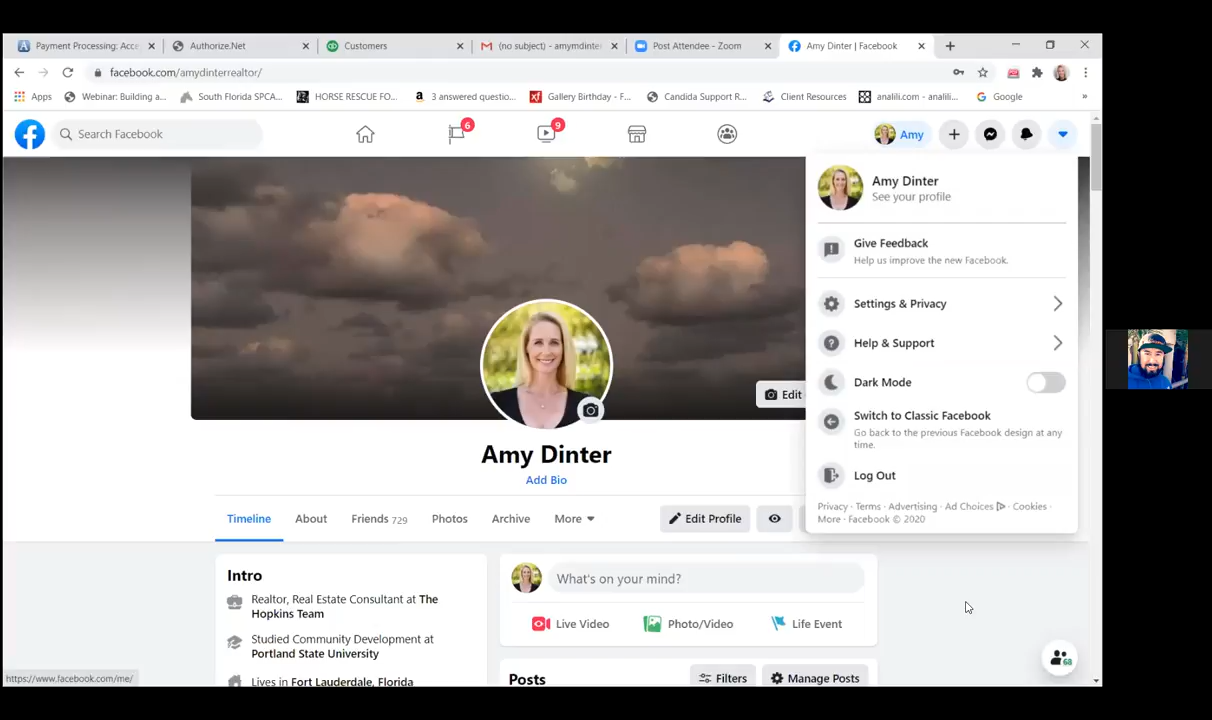 Payment Processing: Acce
Authorize.Net
Customers
(no subject) - amymdinter
Post Attendee - Zoom
Amy Dinter | Facebook
facebook.com/amydinterrealtor/
Apps
Webinar: Building a...
South Florida SPCA...
HORSE RESCUE FO...
3 answered questio...
Gallery Birthday - F...
Candida Support R...
Client Resources
analili.com - analili...
Google
»
Search Facebook
6
9
Amy
Amy Dinter
See your profile
Give Feedback
Help us improve the new Facebook.
Settings & Privacy
Help & Support
Dark Mode
Switch to Classic Facebook
Go back to the previous Facebook design at any
time.
Log Out
Privacy · Terms · Advertising · Ad Choices · Cookies ·
More · Facebook © 2020
Edit
Amy Dinter
Add Bio
Timeline
About
Friends 729
Photos
Archive
More
Edit Profile
Intro
Realtor, Real Estate Consultant at The
Hopkins Team
Studied Community Development at
Portland State University
Lives in Fort Lauderdale, Florida
What's on your mind?
Live Video
Photo/Video
Life Event
Posts
Filters
Manage Posts
68
https://www.facebook.com/me/